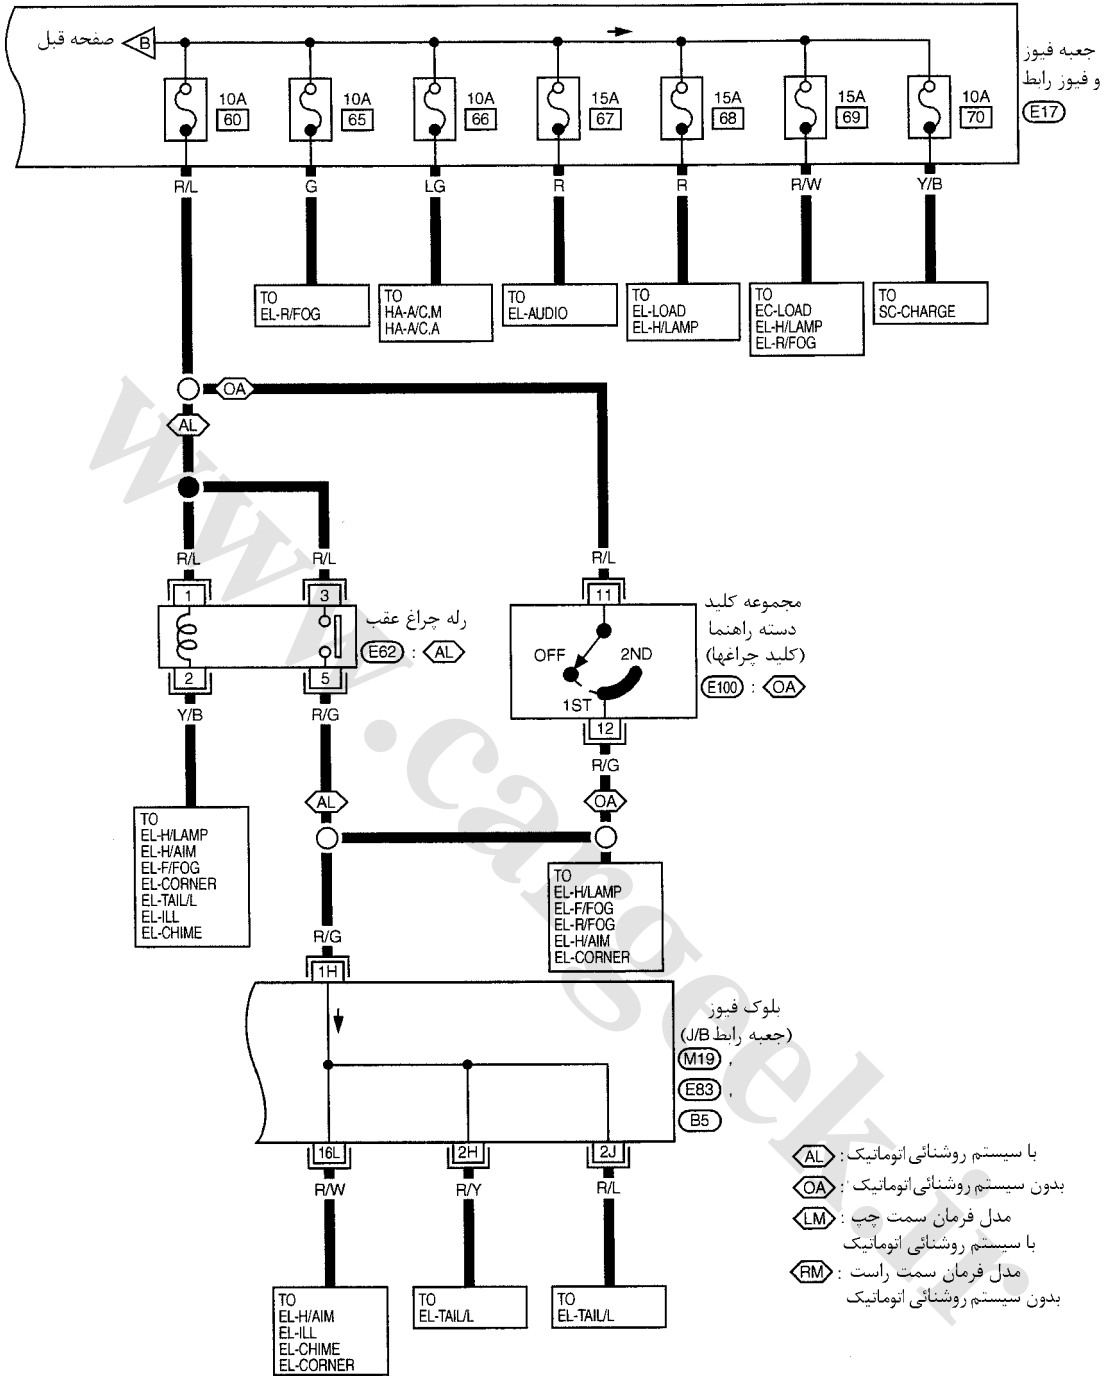 صفحه قبل
B
جعبه فیوز
و فیوز رابط
E17
10A
60
10A
65
10A
66
15A
67
15A
68
15A
69
10A
70
R/L
G
LG
R
R
R/W
Y/B
TO
EL-R/FOG
TO
HA-A/C.M
HA-A/C.A
TO
EL-AUDIO
TO
EL-LOAD
EL-H/LAMP
TO
EC-LOAD
EL-H/LAMP
EL-R/FOG
TO
SC-CHARGE
OA
AL
R/L
R/L
R/L
1
3
11
رله چراغ عقب
E62 : AL
2
5
OFF
2ND
1ST
مجموعه کلید
دسته راهنما
(کلید چراغها)
E100 : OA
12
Y/B
R/G
R/G
AL
OA
TO
EL-H/LAMP
EL-H/AIM
EL-F/FOG
EL-CORNER
EL-TAIL/L
EL-ILL
EL-CHIME
TO
EL-H/LAMP
EL-F/FOG
EL-R/FOG
EL-H/AIM
EL-CORNER
R/G
1H
بلوک فیوز
(جعبه رابط J/B)
M19 ,
E83 ,
B5
16L
2H
2J
R/W
R/Y
R/L
TO
EL-H/AIM
EL-ILL
EL-CHIME
EL-CORNER
TO
EL-TAIL/L
TO
EL-TAIL/L
AL : با سیستم روشنائی اتوماتیک
OA : بدون سیستم روشنائی اتوماتیک
LM : مدل فرمان سمت چپ
با سیستم روشنائی اتوماتیک
RM : مدل فرمان سمت راست
بدون سیستم روشنائی اتوماتیک
www.cargeek.ir